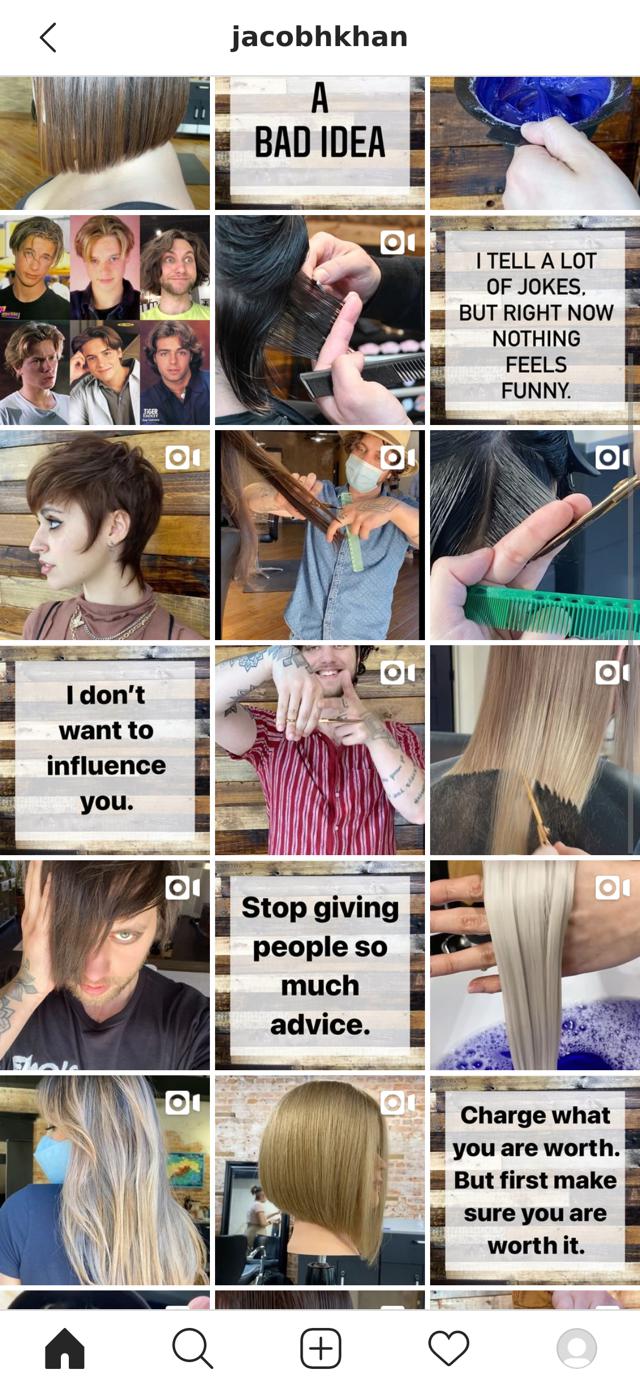 jacobhkhan
A
BAD IDEA
I TELL A LOT
OF JOKES,
BUT RIGHT NOW
NOTHING
FEELS
FUNNY.
I don't
want to
influence
you.
Stop giving
people so
much
advice.
Charge what
you are worth.
But first make
sure you are
worth it.